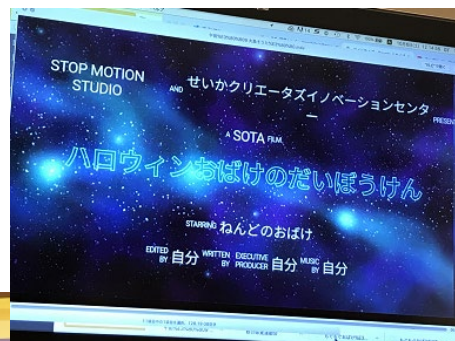 STOP MOTION
STUDIO
AND せいかクリエータズイノベーションセンタ
ー
PRESENT
A SOTA FILM
ハロウィンおばけのだいぼうけん
STARRING ねんどのおばけ
EDITED BY 自分 WRITTEN BY EXECUTIVE PRODUCER 自分 MUSIC BY 自分